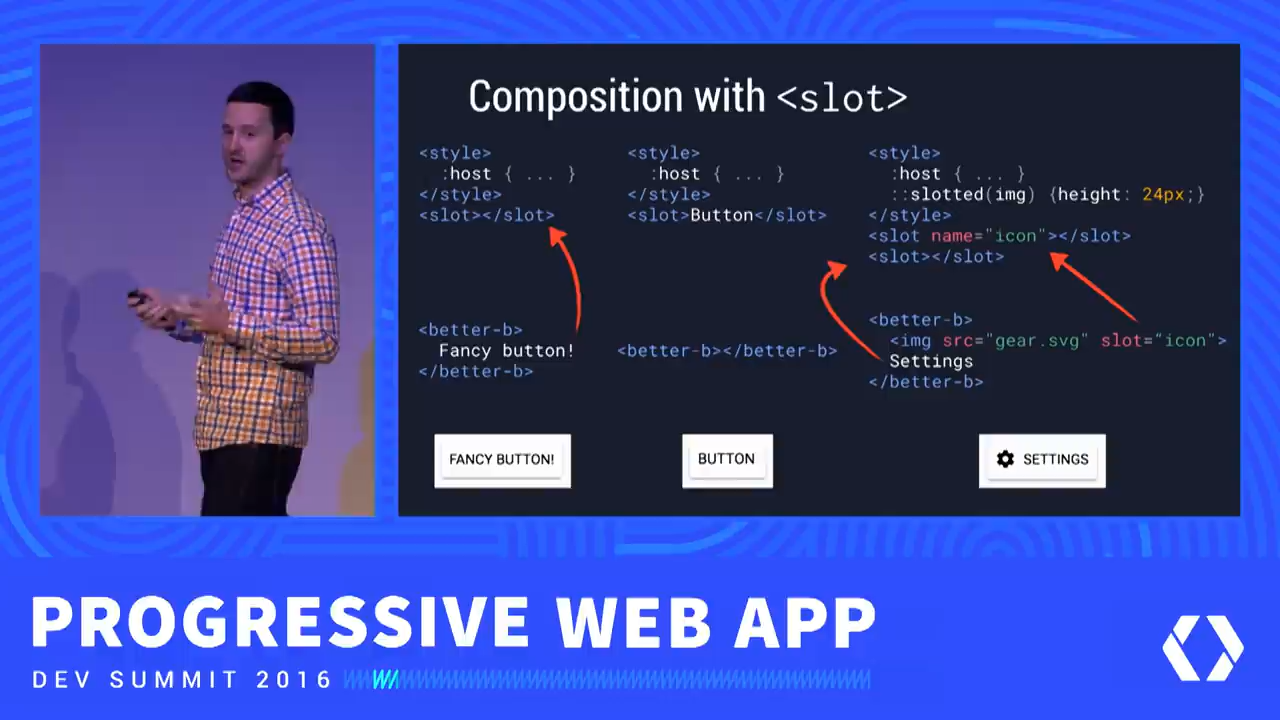 Composition with <slot>
<style>
:host { ... }
</style>
<slot></slot>
<better-b>
Fancy button!
</better-b>
FANCY BUTTON!
<style>
:host { ... }
</style>
<slot>Button</slot>
<better-b></better-b>
BUTTON
<style>
:host { ... }
::slotted(img) {height: 24px;}
</style>
<slot name="icon"></slot>
<slot></slot>
<better-b>
<img src="gear.svg" slot=“icon">
Settings
</better-b>
SETTINGS
PROGRESSIVE WEB APP
DEV SUMMIT 2016